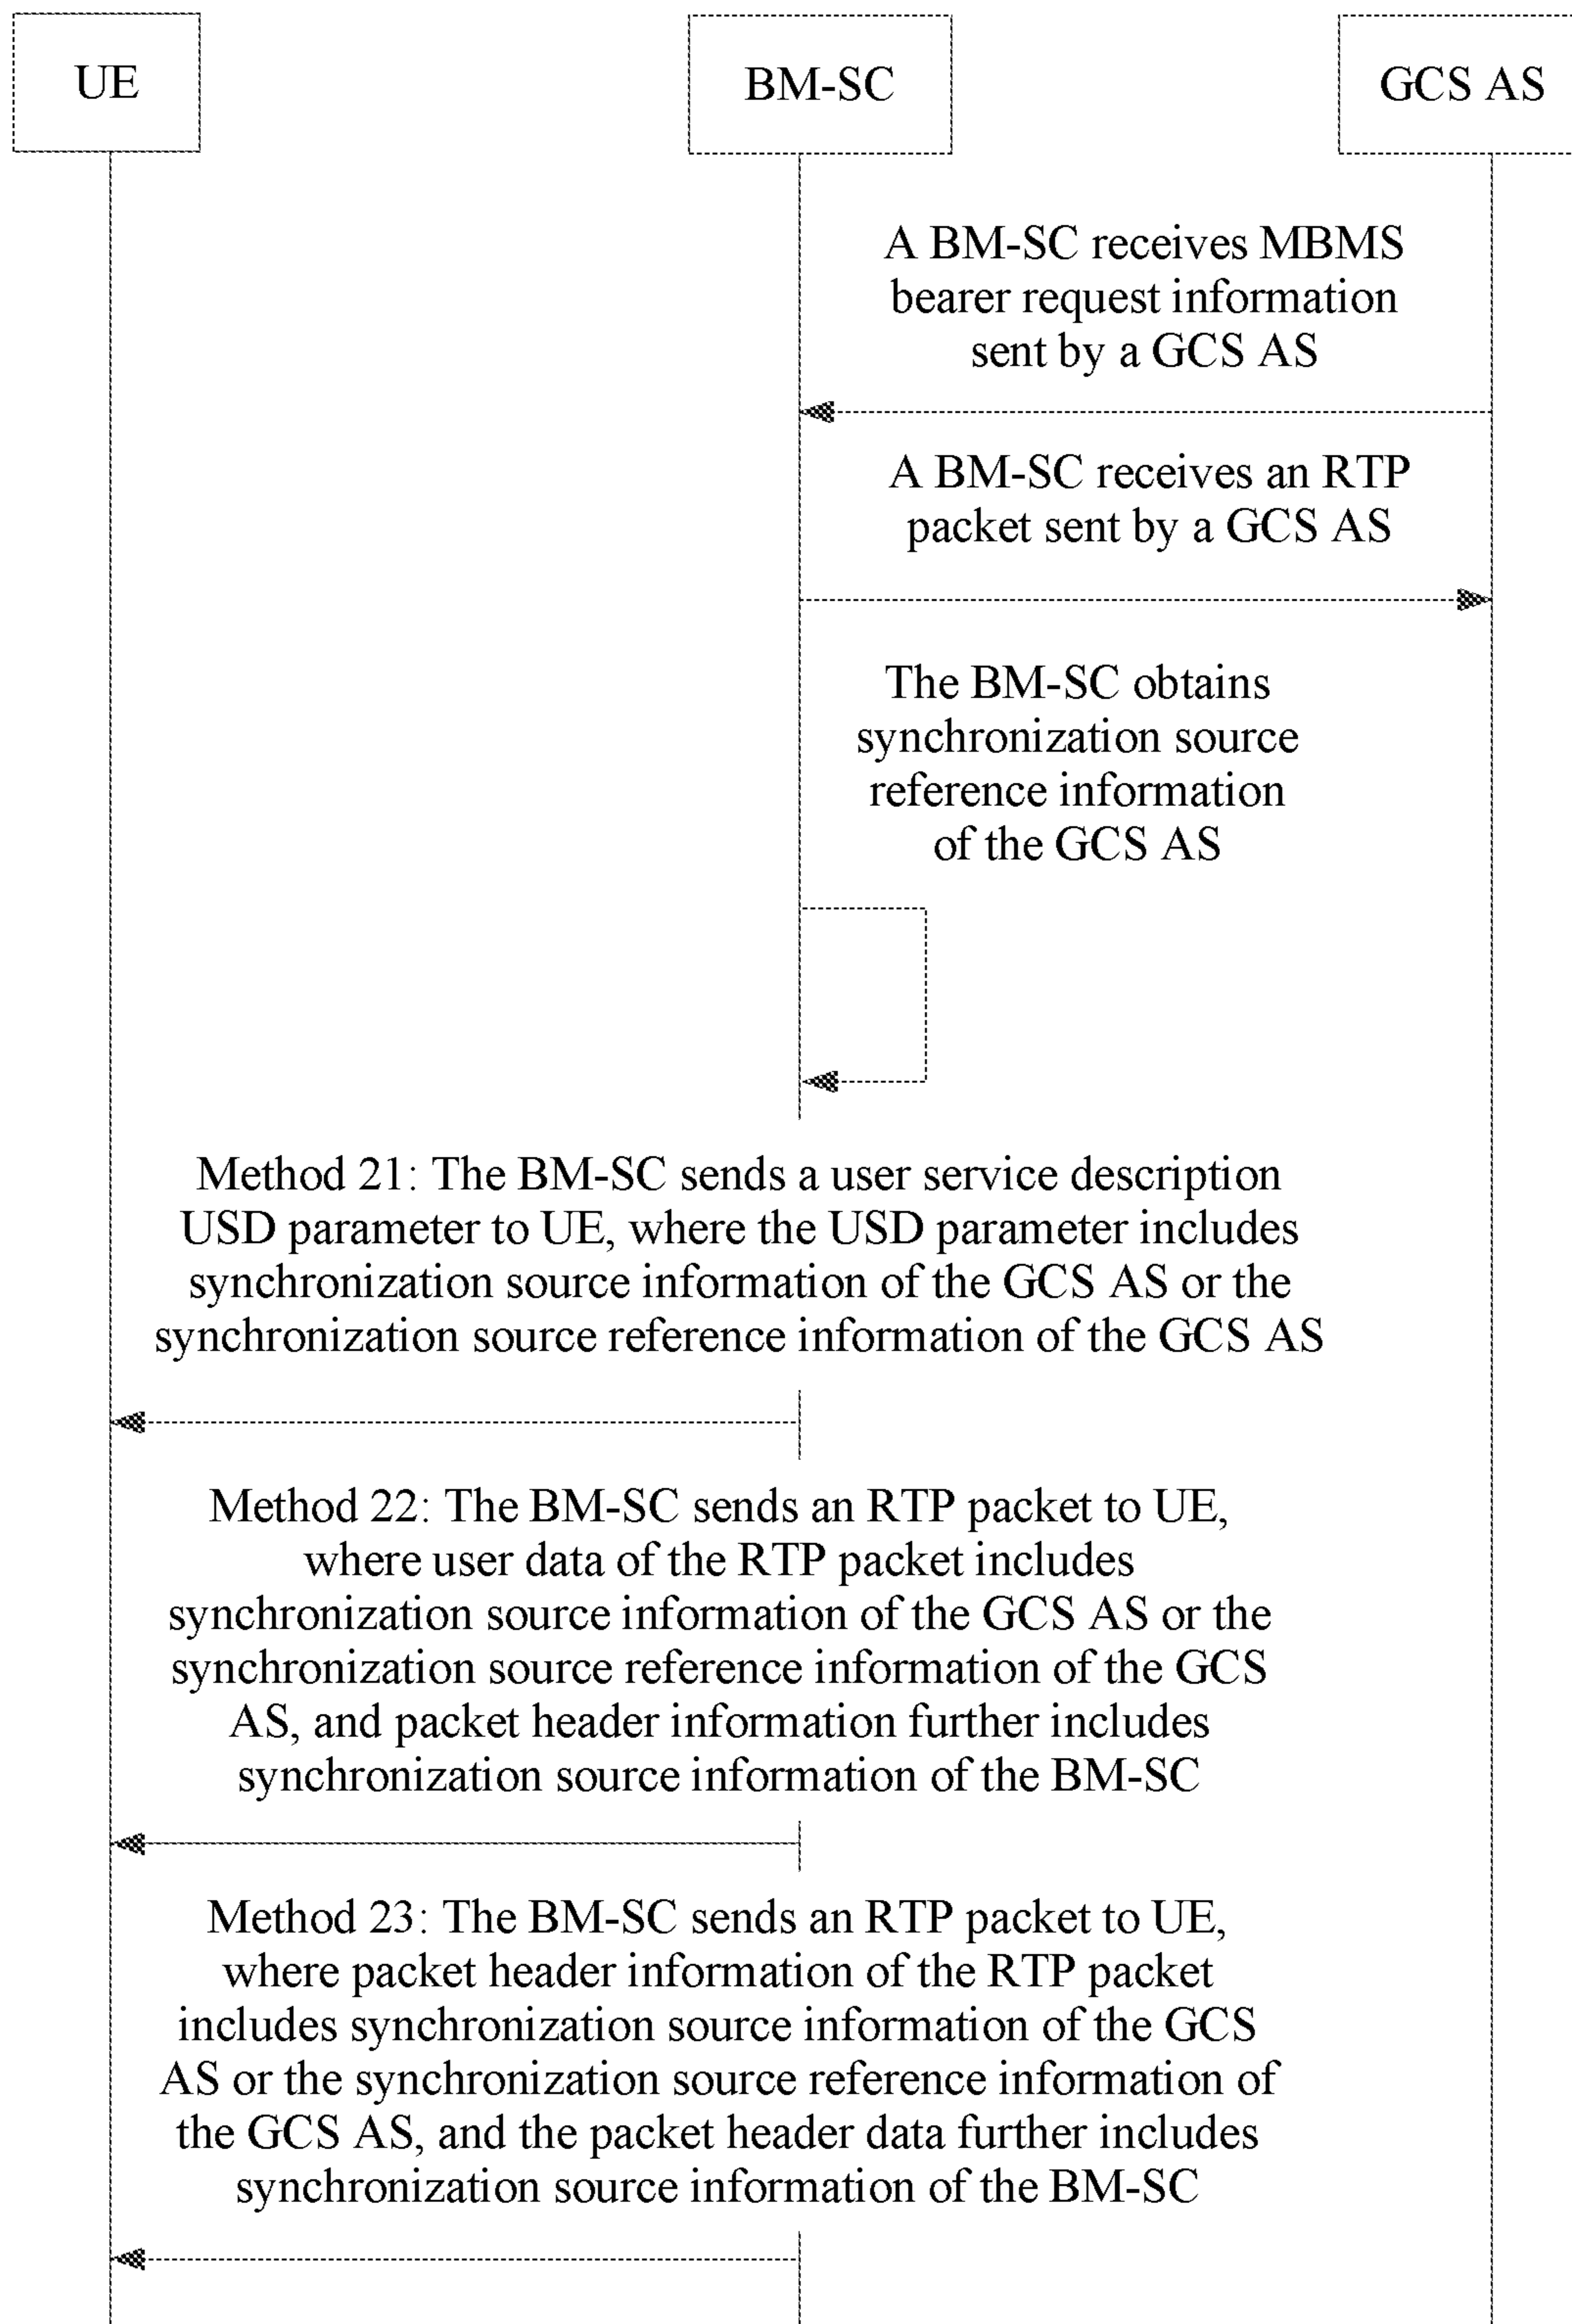 UE
BM-SC
GCS AS
A BM-SC receives MBMS
bearer request information
sent by a GCS AS
A BM-SC receives an RTP
packet sent by a GCS AS
The BM-SC obtains
synchronization source
reference information
of the GCS AS
Method 21: The BM-SC sends a user service description
USD parameter to UE, where the USD parameter includes
synchronization source information of the GCS AS or the
synchronization source reference information of the GCS AS
Method 22: The BM-SC sends an RTP packet to UE,
where user data of the RTP packet includes
synchronization source information of the GCS AS or the
synchronization source reference information of the GCS
AS, and packet header information further includes
synchronization source information of the BM-SC
Method 23: The BM-SC sends an RTP packet to UE,
where packet header information of the RTP packet
includes synchronization source information of the GCS
AS or the synchronization source reference information of
the GCS AS, and the packet header data further includes
synchronization source information of the BM-SC